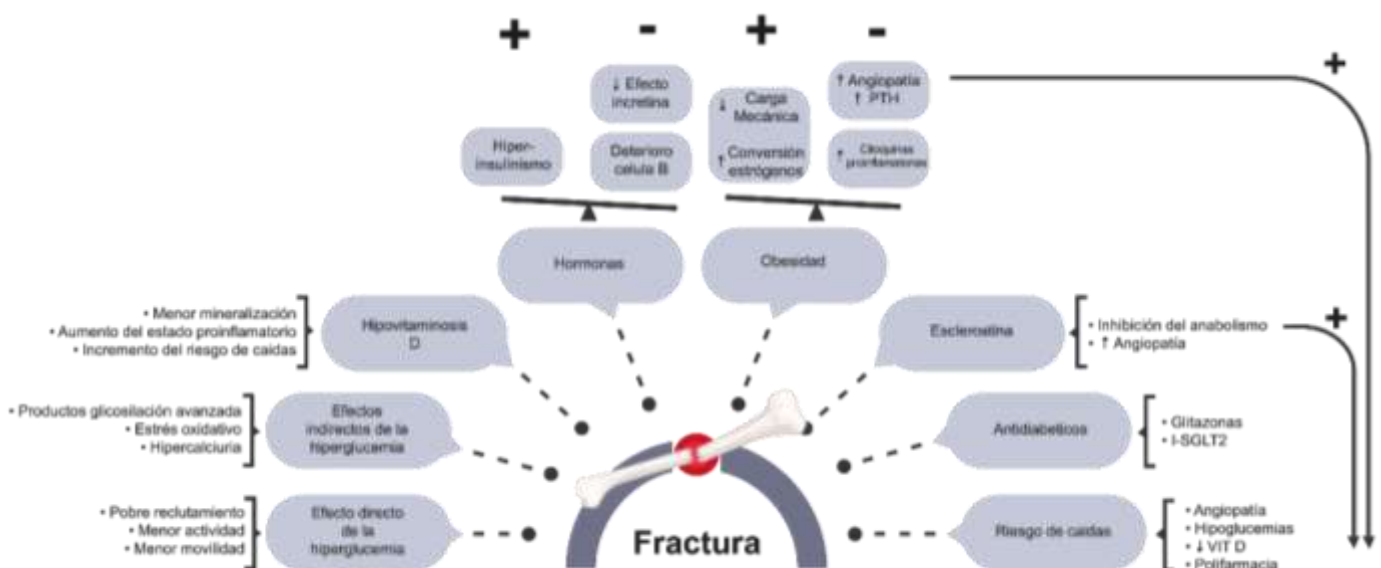 + - + -
+
↓ Efecto
incretina
Hiper-
insulinismo
Deterioro
celula B
↓ Carga
Mecánica
↑ Conversión
estrógenos
↑ Angiopatía
↑ PTH
↑ Citoquinas
proinflamatorias
Hormonas
Obesidad
• Menor mineralización
• Aumento del estado proinflamatorio
• Incremento del riesgo de caidas
Hipovitaminosis
D
Esclerostina
• Inhibición del anabolismo
• ↑ Angiopatía
+
• Productos glicosilación avanzada
• Estrés oxidativo
• Hipercalciuria
Efectos
indirectos de la
hiperglucemia
Antidiabeticos
• Glitazonas
• I-SGLT2
• Pobre reclutamiento
• Menor actividad
• Menor movilidad
Efecto directo
de la
hiperglucemia
Fractura
Riesgo de caidas
• Angiopatía
• Hipoglucemias
• ↓ VIT D
• Polifarmacia